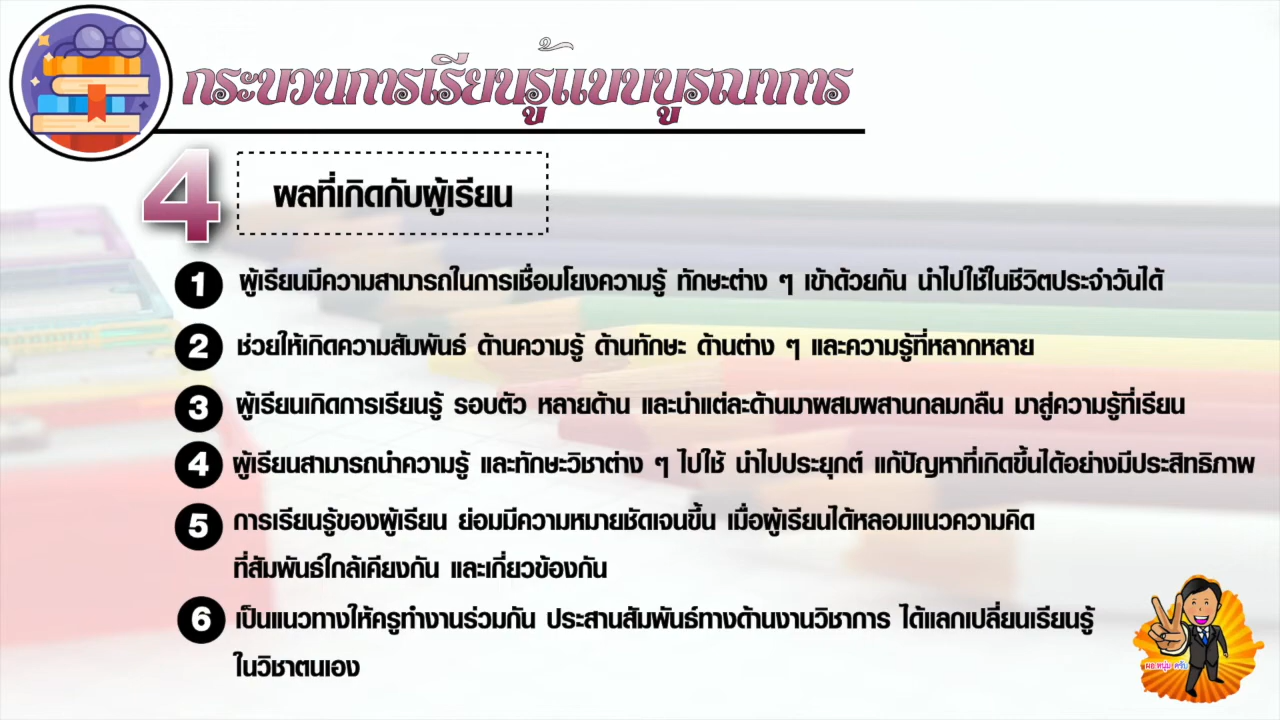 กระบวนการเรียนรู้แบบบูรณาการ
4 ผลที่เกิดกับผู้เรียน
1 ผู้เรียนมีความสามารถในการเชื่อมโยงความรู้ ทักษะต่าง ๆ เข้าด้วยกัน นำไปใช้ในชีวิตประจำวันได้
2 ช่วยให้เกิดความสัมพันธ์ ด้านความรู้ ด้านทักษะ ด้านต่าง ๆ และความรู้ที่หลากหลาย
3 ผู้เรียนเกิดการเรียนรู้ รอบตัว หลายด้าน และนำแต่ละด้านมาผสมผสานกลมกลืน มาสู่ความรู้ที่เรียน
4 ผู้เรียนสามารถนำความรู้ และทักษะวิชาต่าง ๆ ไปใช้ นำไปประยุกต์ แก้ปัญหาที่เกิดขึ้นได้อย่างมีประสิทธิภาพ
5 การเรียนรู้ของผู้เรียน ย่อมมีความหมายชัดเจนขึ้น เมื่อผู้เรียนได้หลอมแนวความคิด
ที่สัมพันธ์ใกล้เคียงกัน และเกี่ยวข้องกัน
6 เป็นแนวทางให้ครูทำงานร่วมกัน ประสานสัมพันธ์ทางด้านงานวิชาการ ได้แลกเปลี่ยนเรียนรู้
ในวิชาตนเอง
ผอ.หนุ่ม ครับ